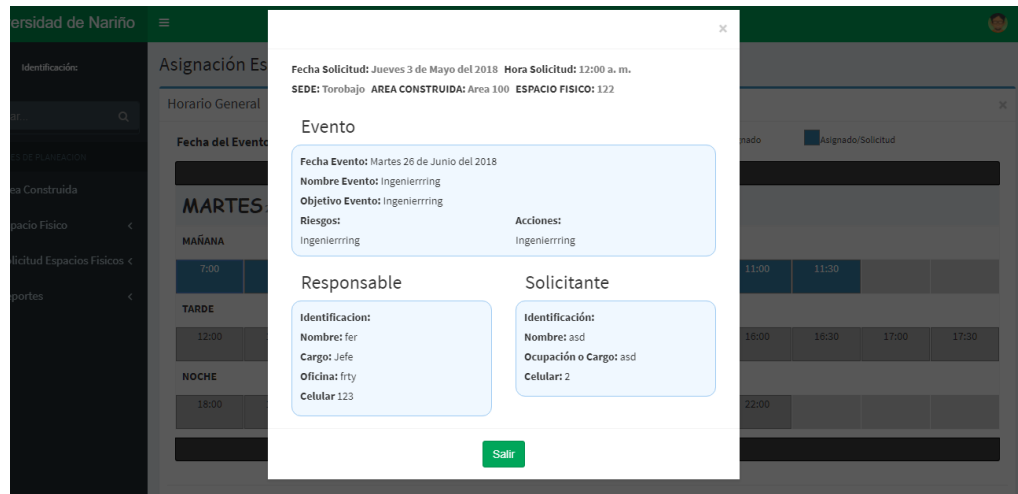 ersidad de Nariño
Identificación:
Asignación Es
ar...
Horario General
Fecha del Evento
nado
Asignado/Solicitud
ES DE PLANEACION
ea Construida
MARTES
pacio Fisico
MAÑANA
licitud Espacios Fisicos
7:00 11:00 11:30
portes
TARDE
12:00 16:00 16:30 17:00 17:30
NOCHE
18:00 22:00
×
Fecha Solicitud: Jueves 3 de Mayo del 2018 Hora Solicitud: 12:00 a. m.
SEDE: Torobajo AREA CONSTRUIDA: Area 100 ESPACIO FISICO: 122
Evento
Fecha Evento: Martes 26 de Junio del 2018
Nombre Evento: Ingenierrring
Objetivo Evento: Ingenierrring
Riesgos: Acciones:
Ingenierrring Ingenierrring
Responsable
Identificacion:
Nombre: fer
Cargo: Jefe
Oficina: frty
Celular 123
Solicitante
Identificación:
Nombre: asd
Ocupación o Cargo: asd
Celular: 2
Salir